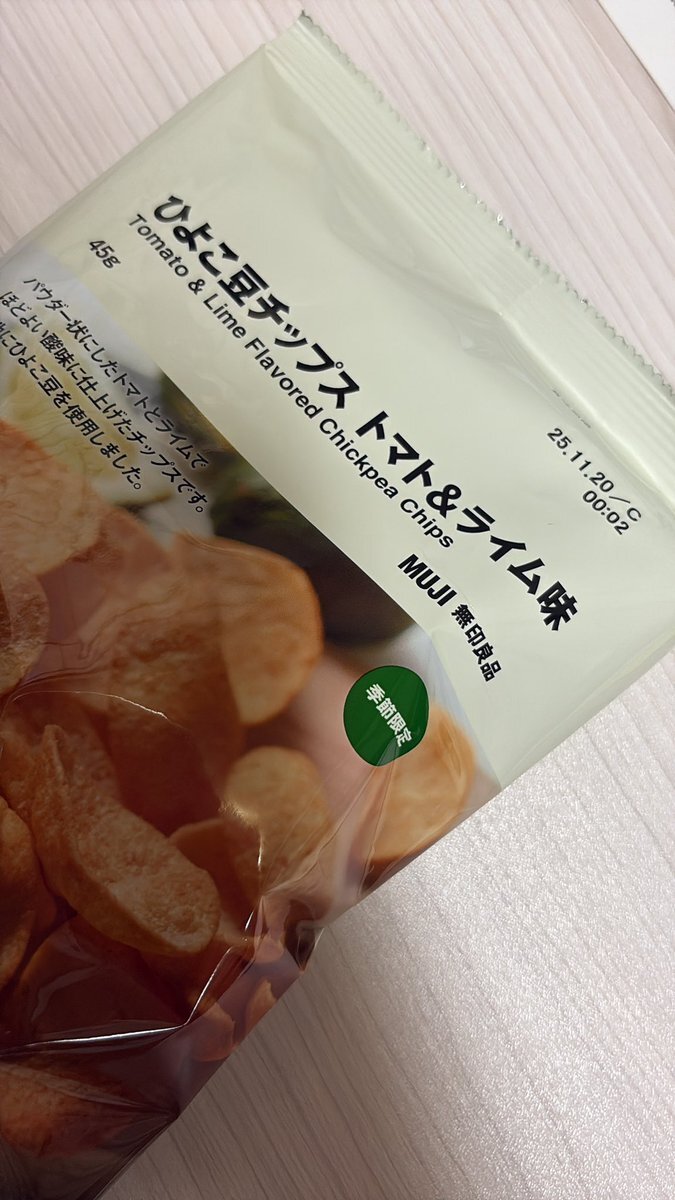 ひよこ豆チップス トマト&ライム味
Tomato & Lime Flavored Chickpea Chips
45g
MUJI 無印良品
パウダー状にしたトマトとライムで
ほどよい酸味に仕上げたチップスです。
にひよこ豆を使用しました。
季節限定
25.11.20/C
00:02